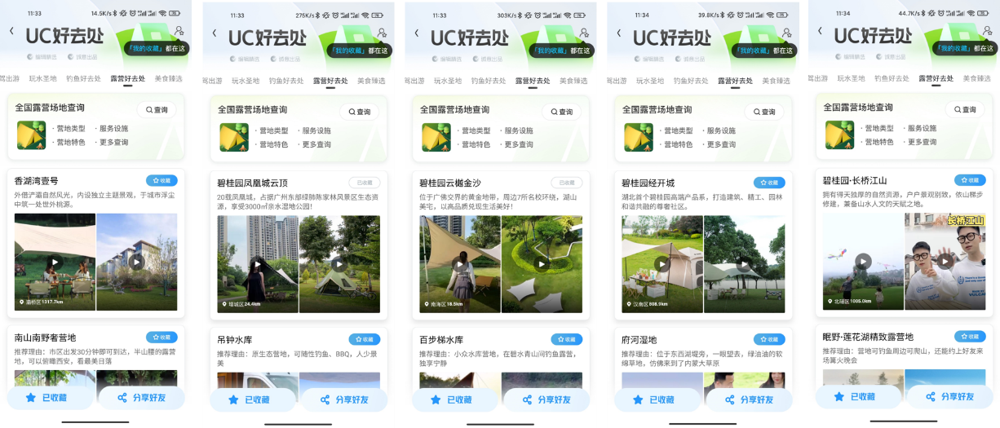 11:33 14.5K/s 78
UC好去处
「我的收藏」都在这
编辑臻选 诚意出品
驾出游 玩水圣地 钓鱼好去处 露营好去处 美食臻选
全国露营场地查询 查询
· 营地类型 · 服务设施
· 营地特色 · 更多查询
香湖湾壹号 收藏
外借浐灞自然风光，内设独立主题景观，于城市浮尘
中筑一处世外桃源。
灞桥区1317.7km
南山南野奢营地 收藏
推荐理由：市区出发30分钟即可到达，半山腰的露营
地，可以俯瞰西安，看最美日落
已收藏 分享好友
11:33 275K/s
UC好去处
「我的收藏」都在这
编辑臻选 诚意出品
驾出游 玩水圣地 钓鱼好去处 露营好去处 美食臻选
全国露营场地查询 查询
· 营地类型 · 服务设施
· 营地特色 · 更多查询
碧桂园凤凰城云顶 已收藏
20载凤凰城，占据广州东部绿肺陈家林风景区生态资
源，享受3000㎡亲水湿地公园！
增城区24.4km
吊钟水库 收藏
推荐理由：原生态营地，可随性钓鱼、BBQ，人少景
美
已收藏 分享好友
11:33 303K/s
UC好去处
「我的收藏」都在这
编辑臻选 诚意出品
驾出游 玩水圣地 钓鱼好去处 露营好去处 美食臻选
全国露营场地查询 查询
· 营地类型 · 服务设施
· 营地特色 · 更多查询
碧桂园云樾金沙 已收藏
位于广佛交界的黄金地带，周边7所名校环绕，湖山
美宅，以高品质兑现生活美好！
南海区18.5km
百步梯水库 收藏
推荐理由：小众水库营地，在碧水青山间钓鱼露营，
独享宁静
已收藏 分享好友
11:34 39.8K/s
UC好去处
「我的收藏」都在这
编辑臻选 诚意出品
驾出游 玩水圣地 钓鱼好去处 露营好去处 美食臻选
全国露营场地查询 查询
· 营地类型 · 服务设施
· 营地特色 · 更多查询
碧桂园经开城 收藏
湖北首个碧桂园高端产品系，打造建筑、精工、园林
和谐共融的尊奢社区。
汉南区808.9km
府河湿地 收藏
推荐理由：位于东西湖堤旁，一眼望去，绿油油的软
绵草地，仿佛来到了内蒙大草原
已收藏 分享好友
11:34 44.7K/s
UC好去处
「我的收藏」都在这
编辑臻选 诚意出品
驾出游 玩水圣地 钓鱼好去处 露营好去处 美食臻选
全国露营场地查询 查询
· 营地类型 · 服务设施
· 营地特色 · 更多查询
碧桂园·长桥江山 收藏
拥有得天独厚的自然资源，户户景观别致，依山梯步
修建，兼备山水人文的天赋之地。
长桥江山
北碚区1005.0km
眠野·莲花湖精致露营地 收藏
推荐理由：营地可钓鱼周边可爬山，还能约上好友来
场篝火晚会
已收藏 分享好友